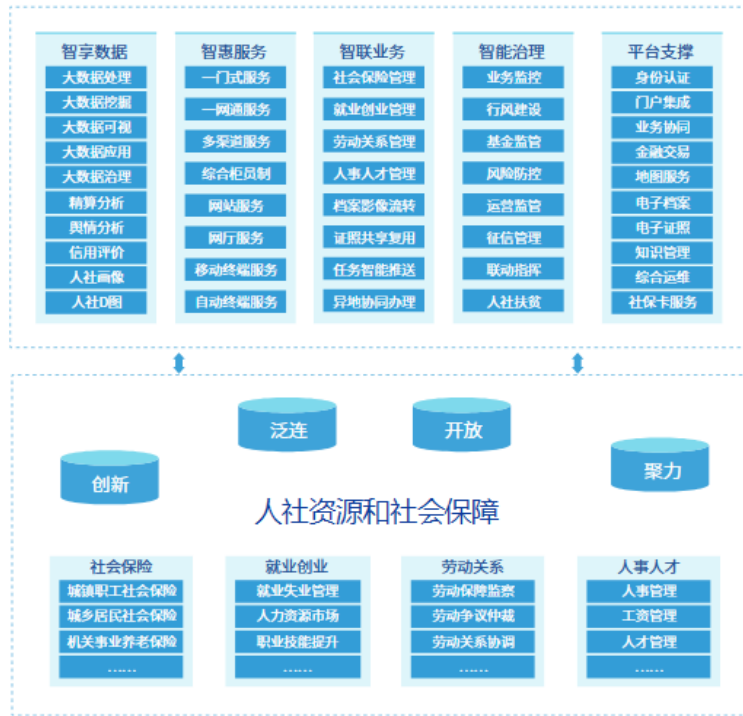 智享数据
大数据处理
大数据挖掘
大数据可视
大数据应用
大数据治理
精算分析
舆情分析
信用评价
人社画像
人社D图
智惠服务
一门式服务
一网通服务
多渠道服务
综合柜员制
网站服务
网厅服务
移动终端服务
自动终端服务
智联业务
社会保险管理
就业创业管理
劳动关系管理
人事人才管理
档案影像流转
证照共享复用
任务智能推送
异地协同办理
智能治理
业务监控
行风建设
基金监管
风险防控
运营监管
征信管理
联动指挥
人社扶贫
平台支撑
身份认证
门户集成
业务协同
金融交易
地图服务
电子档案
电子证照
知识管理
综合运维
社保卡服务
泛连
开放
创新
聚力
人社资源和社会保障
社会保险
城镇职工社会保险
城乡居民社会保险
机关事业养老保险
……
就业创业
就业失业管理
人力资源市场
职业技能提升
……
劳动关系
劳动保障监察
劳动争议仲裁
劳动关系协调
……
人事人才
人事管理
工资管理
人才管理
……